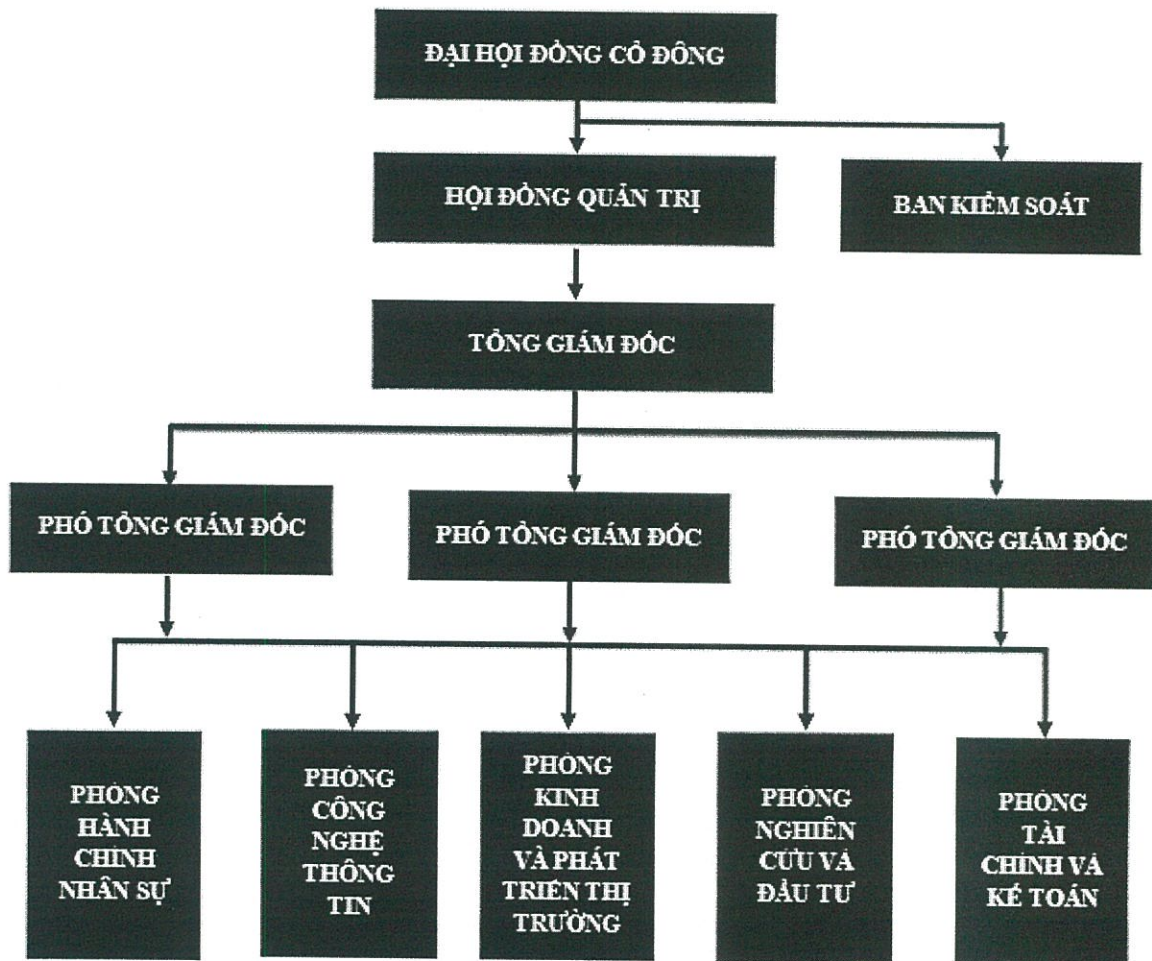 ĐẠI HỘI ĐỒNG CỔ ĐÔNG
HỘI ĐỒNG QUẢN TRỊ
BAN KIỂM SOÁT
TỔNG GIÁM ĐỐC
PHÓ TỔNG GIÁM ĐỐC
PHÓ TỔNG GIÁM ĐỐC
PHÓ TỔNG GIÁM ĐỐC
PHÒNG
HÀNH
CHÍNH
NHÂN SỰ
PHÒNG
CÔNG
NGHỆ
THÔNG
TIN
PHÒNG
KINH
DOANH
VÀ PHÁT
TRIỂN THỊ
TRƯỜNG
PHÒNG
NGHIÊN
CỨU VÀ
ĐẦU TƯ
PHÒNG
TÀI
CHÍNH VÀ
KẾ TOÁN